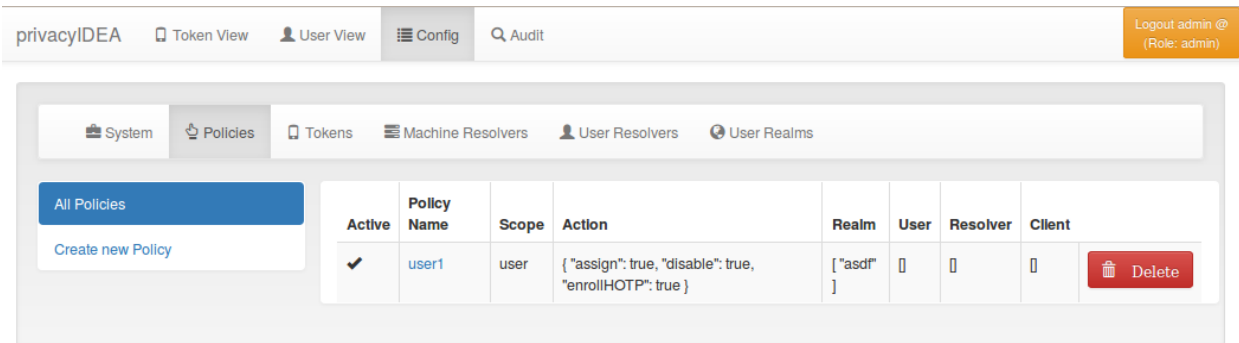 privacyIDEA Token View User View Config Audit
Logout admin @
(Role: admin)
System Policies Tokens Machine Resolvers User Resolvers User Realms
All Policies
Create new Policy
Active Policy Name Scope Action Realm User Resolver Client
user1 user { "assign": true, "disable": true, [ "asdf" [] [] [] Delete
"enrollHOTP": true } ]